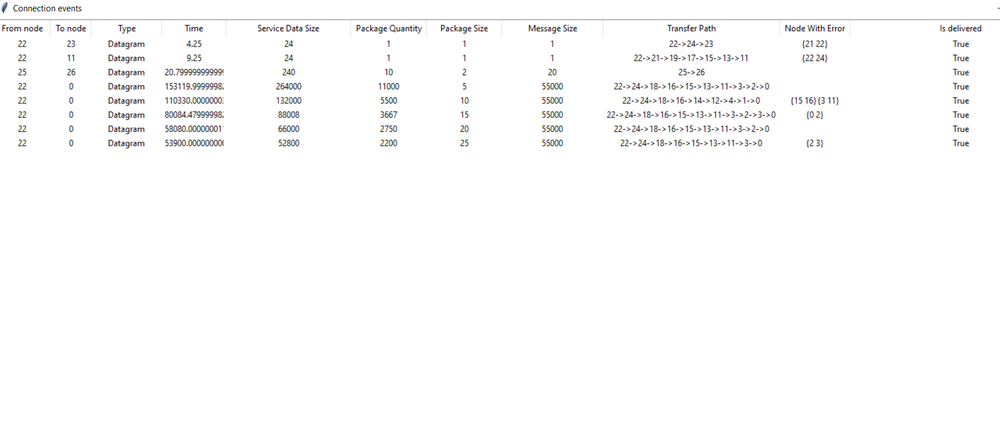 Connection events
From node To node Type Time Service Data Size Package Quantity Package Size Message Size Transfer Path Node With Error Is delivered
22 23 Datagram 4.25 24 1 1 1 22->24->23 {21 22} True
22 11 Datagram 9.25 24 1 1 1 22->21->19->17->15->13->11 {22 24} True
25 26 Datagram 20.799999999999 240 10 2 20 25->26 True
22 0 Datagram 153119.99999998 264000 11000 5 55000 22->24->18->16->15->13->11->3->2->0 True
22 0 Datagram 110330.0000000 132000 5500 10 55000 22->24->18->16->14->12->4->1->0 {15 16}{3 11} True
22 0 Datagram 80084.47999998 88008 3667 15 55000 22->24->18->16->15->13->11->3->2->3->0 {0 2} True
22 0 Datagram 58080.00000001 66000 2750 20 55000 22->24->18->16->15->13->11->3->2->0 True
22 0 Datagram 53900.000000000 52800 2200 25 55000 22->24->18->16->15->13->11->3->0 {2 3} True